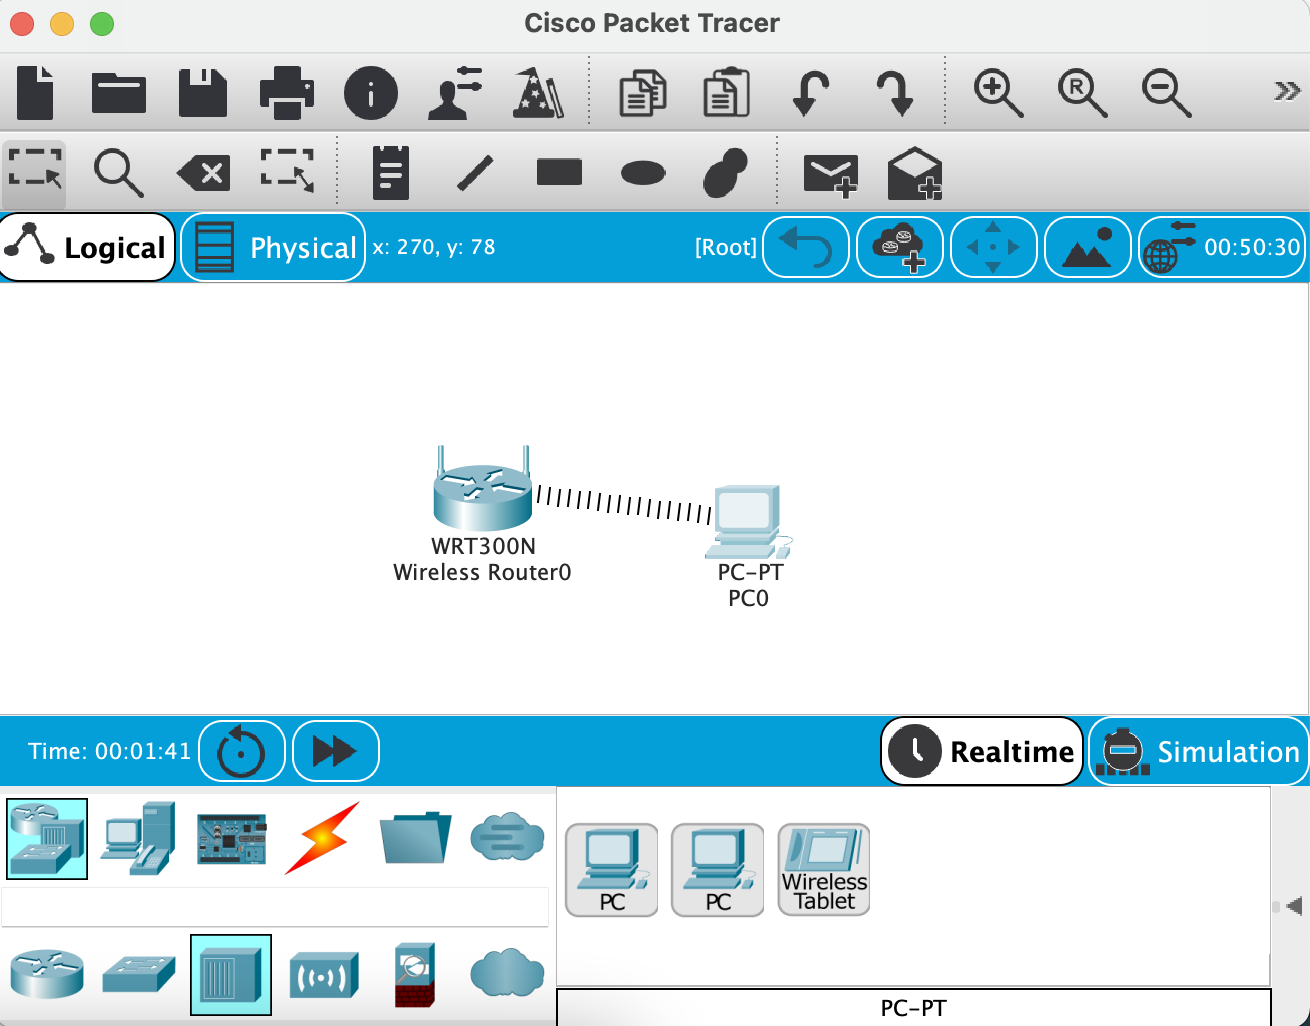 Cisco Packet Tracer
R
Logical
Physical
x: 270, y: 78
[Root]
00:50:30
WRT300N
Wireless Router0
PC-PT
PC0
Time: 00:01:41
Realtime
Simulation
PC
PC
Wireless
Tablet
PC-PT